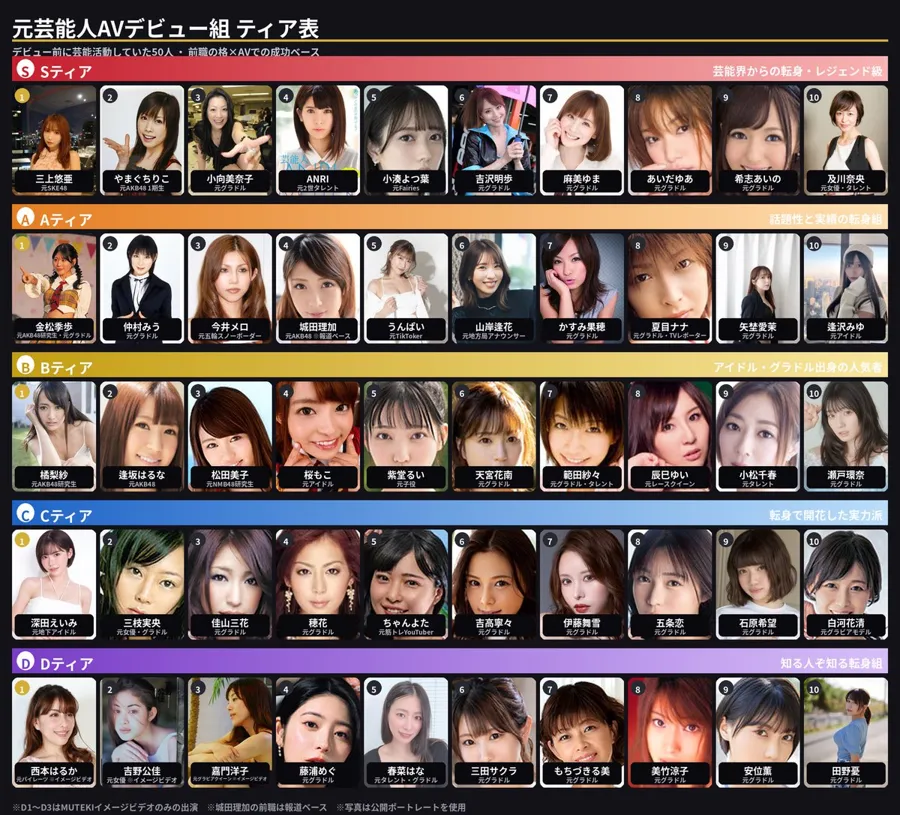 元芸能人AVデビュー組 ティア表
デビュー前に芸能活動していた50人 ・ 前職の格×AVでの成功ベース
S Sティア 芸能界からの転身・レジェンド級
1 2 3 4 5 6 7 8 9 10
芸能人
三上悠亜 やまぐちりこ 小向美奈子 ANRI 小湊よつ葉 吉沢明歩 麻美ゆま あいだゆあ 希志あいの 及川奈央
元SKE48 元AKB48 1期生 元グラドル 元2世タレント 元Fairies 元グラドル 元グラドル 元グラドル 元グラドル 元女優・タレント
A Aティア 話題性と実績の転身組
1 2 3 4 5 6 7 8 9 10
金松季歩 仲村みう 今井メロ 城田理加 うんぱい 山岸逢花 かすみ果穂 夏目ナナ 矢埜愛茉 逢沢みゆ
元AKB48研究生・元グラドル 元グラドル 元五輪スノーボーダー 元AKB48 ※報道ベース 元TikToker 元地方局アナウンサー 元グラドル 元グラドル・TVレポーター 元グラドル 元アイドル
B Bティア アイドル・グラドル出身の人気者
1 2 3 4 5 6 7 8 9 10
橘梨紗 逢坂はるな 松田美子 桜もこ 紫堂るい 天宮花南 範田紗々 辰巳ゆい 小松千春 瀬戸環奈
元AKB48研究生 元AKB48 元NMB48研究生 元アイドル 元子役 元グラドル 元グラドル・タレント 元レースクイーン 元タレント 元グラドル
C Cティア 転身で開花した実力派
1 2 3 4 5 6 7 8 9 10
深田えいみ 三枝実央 佳山三花 穂花 ちゃんよた 吉高寧々 伊藤舞雪 五条恋 石原希望 白河花清
元地下アイドル 元女優・グラドル 元グラドル 元グラドル 元筋トレYouTuber 元グラドル 元グラドル 元グラドル 元グラドル 元グラビアモデル
D Dティア 知る人ぞ知る転身組
1 2 3 4 5 6 7 8 9 10
西本はるか 吉野公佳 嘉門洋子 藤浦めぐ 春菜はな 三田サクラ もちづきる美 美竹涼子 安位薫 田野憂
元バイレーツ ※イメージビデオ 元女優 ※イメージビデオ 元グラビアクイーン※イメージビデオ 元グラドル 元タレント・グラドル 元グラドル 元グラドル 元グラドル 元グラドル 元グラドル
※D1〜D3はMUTEKIイメージビデオのみの出演 ※城田理加の前職は報道ベース ※写真は公開ポートレートを使用